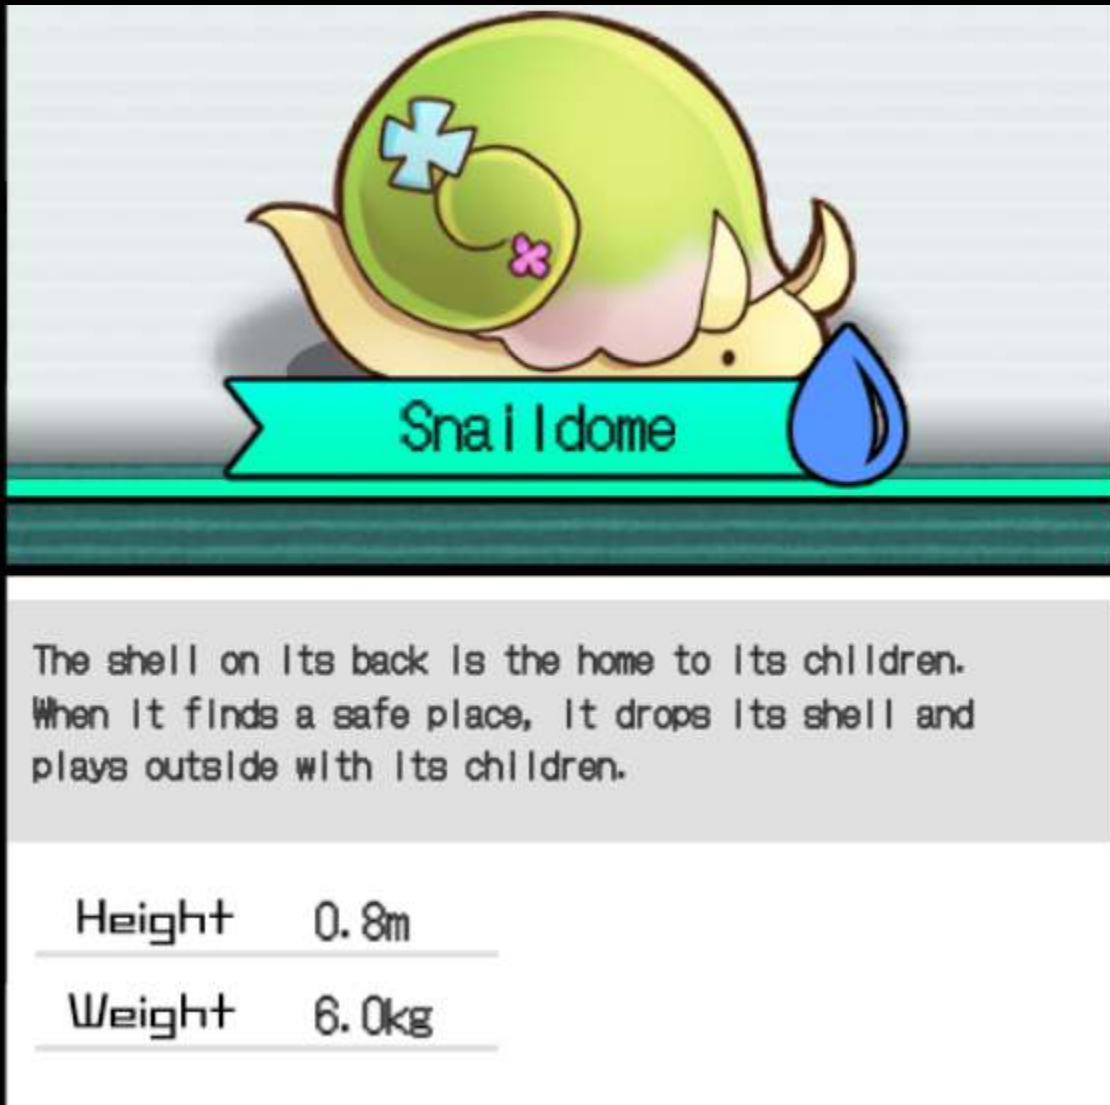 Snaildome
The shell on its back is the home to its children.
When it finds a safe place, it drops its shell and
plays outside with its children.
Height 0.8m
Weight 6.0kg